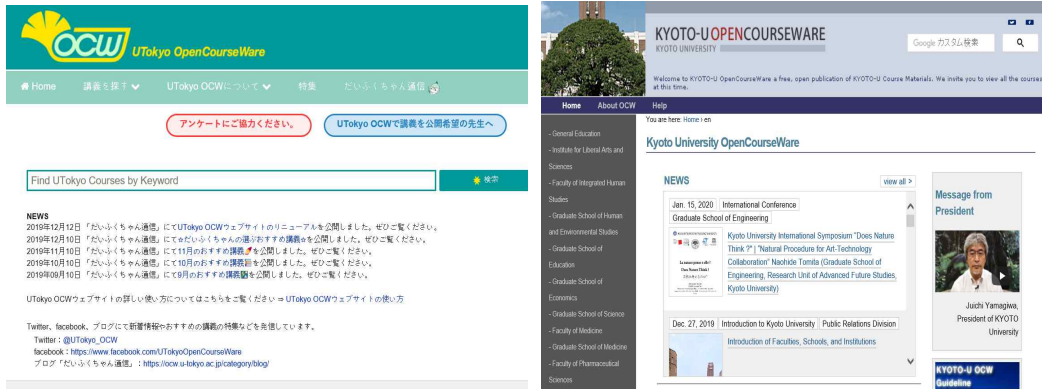 OCW UTokyo OpenCourseWare
Home 講義を探す UTokyo OCWについて 特集 だいふくちゃん通信
アンケートにご協力ください。 UTokyo OCWで講義を公開希望の先生へ
Find UTokyo Courses by Keyword 検索
NEWS
2019年12月12日 「だいふくちゃん通信」にてUTokyo OCWウェブサイトのリニューアルを公開しました。ぜひご覧ください。
2019年12月10日 「だいふくちゃん通信」にて☆だいふくちゃんの選ぶおすすめ講義☆を公開しました。ぜひご覧ください。
2019年11月10日 「だいふくちゃん通信」にて11月のおすすめ講義を公開しました。ぜひご覧ください。
2019年10月10日 「だいふくちゃん通信」にて10月のおすすめ講義を公開しました。ぜひご覧ください。
2019年09月10日 「だいふくちゃん通信」にて9月のおすすめ講義を公開しました。ぜひご覧ください。
UTokyo OCWウェブサイトの詳しい使い方についてはこちらをご覧ください ⇒ UTokyo OCWウェブサイトの使い方
Twitter、facebook、ブログにて新着情報やおすすめの講義の特集などを発信しています。
Twitter：@UTokyo_OCW
facebook：https://www.facebook.com/UTokyoOpenCourseWare
ブログ「だいふくちゃん通信」：https://ocw.u-tokyo.ac.jp/category/blog/
KYOTO-U OPENCOURSEWARE
KYOTO UNIVERSITY
Google カスタム検索
Welcome to KYOTO-U OpenCourseWare a free, open publication of KYOTO-U Course Materials. We invite you to view all the courses
at this time.
Home About OCW Help
You are here: Home › en
- General Education
- Institute for Liberal Arts and
Sciences
- Faculty of Integrated Human
Studies
- Graduate School of Human
and Environmental Studies
- Graduate School of
Education
- Graduate School of
Economics
- Graduate School of Science
- Faculty of Medicine
- Graduate School of Medicine
- Faculty of Pharmaceutical
Sciences
Kyoto University OpenCourseWare
NEWS view all >
Jan. 15, 2020 International Conference
Graduate School of Engineering
Kyoto University International Symposium "Does Nature
Think ?" | "Natural Procedure for Art-Technology
Collaboration" Naohide Tomita (Graduate School of
Engineering, Research Unit of Advanced Future Studies,
Kyoto University)
Dec. 27, 2019 Introduction to Kyoto University Public Relations Division
Introduction of Faculties, Schools, and Institutions
Message from
President
Juichi Yamagiwa,
President of KYOTO
University
KYOTO-U OCW
Guideline